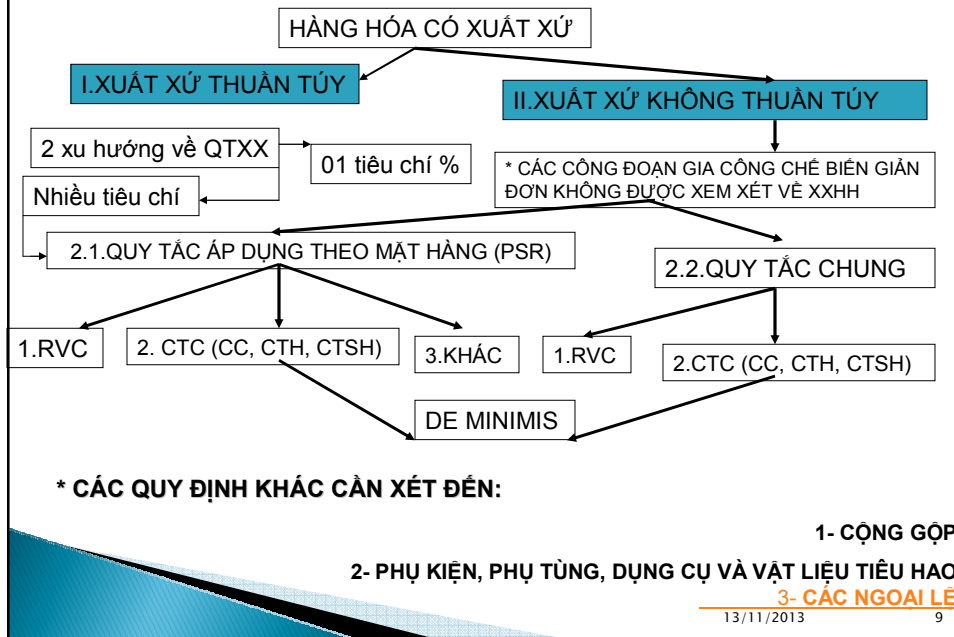 HÀNG HÓA CÓ XUẤT XỨ
I.XUẤT XỨ THUẦN TÚY
II.XUẤT XỨ KHÔNG THUẦN TÚY
2 xu hướng về QTXX
01 tiêu chí %
* CÁC CÔNG ĐOẠN GIA CÔNG CHẾ BIẾN GIẢN
ĐƠN KHÔNG ĐƯỢC XEM XÉT VỀ XXHH
Nhiều tiêu chí
2.1.QUY TẮC ÁP DỤNG THEO MẶT HÀNG (PSR)
2.2.QUY TẮC CHUNG
1.RVC
2. CTC (CC, CTH, CTSH)
3.KHÁC
1.RVC
2.CTC (CC, CTH, CTSH)
DE MINIMIS
* CÁC QUY ĐỊNH KHÁC CẦN XÉT ĐẾN:
1- CỘNG GỘP
2- PHỤ KIỆN, PHỤ TÙNG, DỤNG CỤ VÀ VẬT LIỆU TIÊU HAO
3- CÁC NGOẠI LỆ
13/11/2013 9